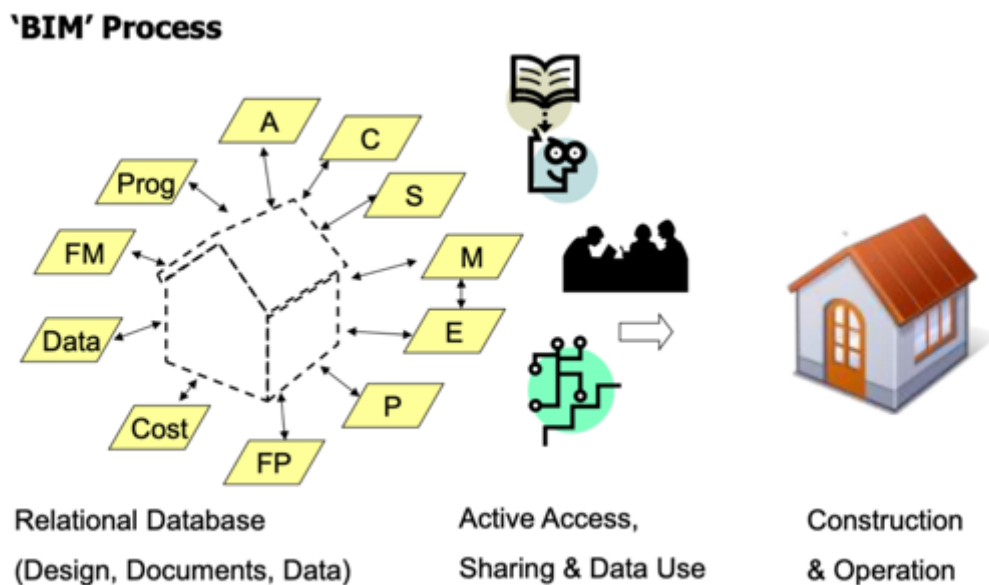 ‘BIM’ Process
A
C
Prog
S
FM
M
Data
E
P
Cost
FP
Relational Database
(Design, Documents, Data)
Active Access,
Sharing & Data Use
Construction
& Operation